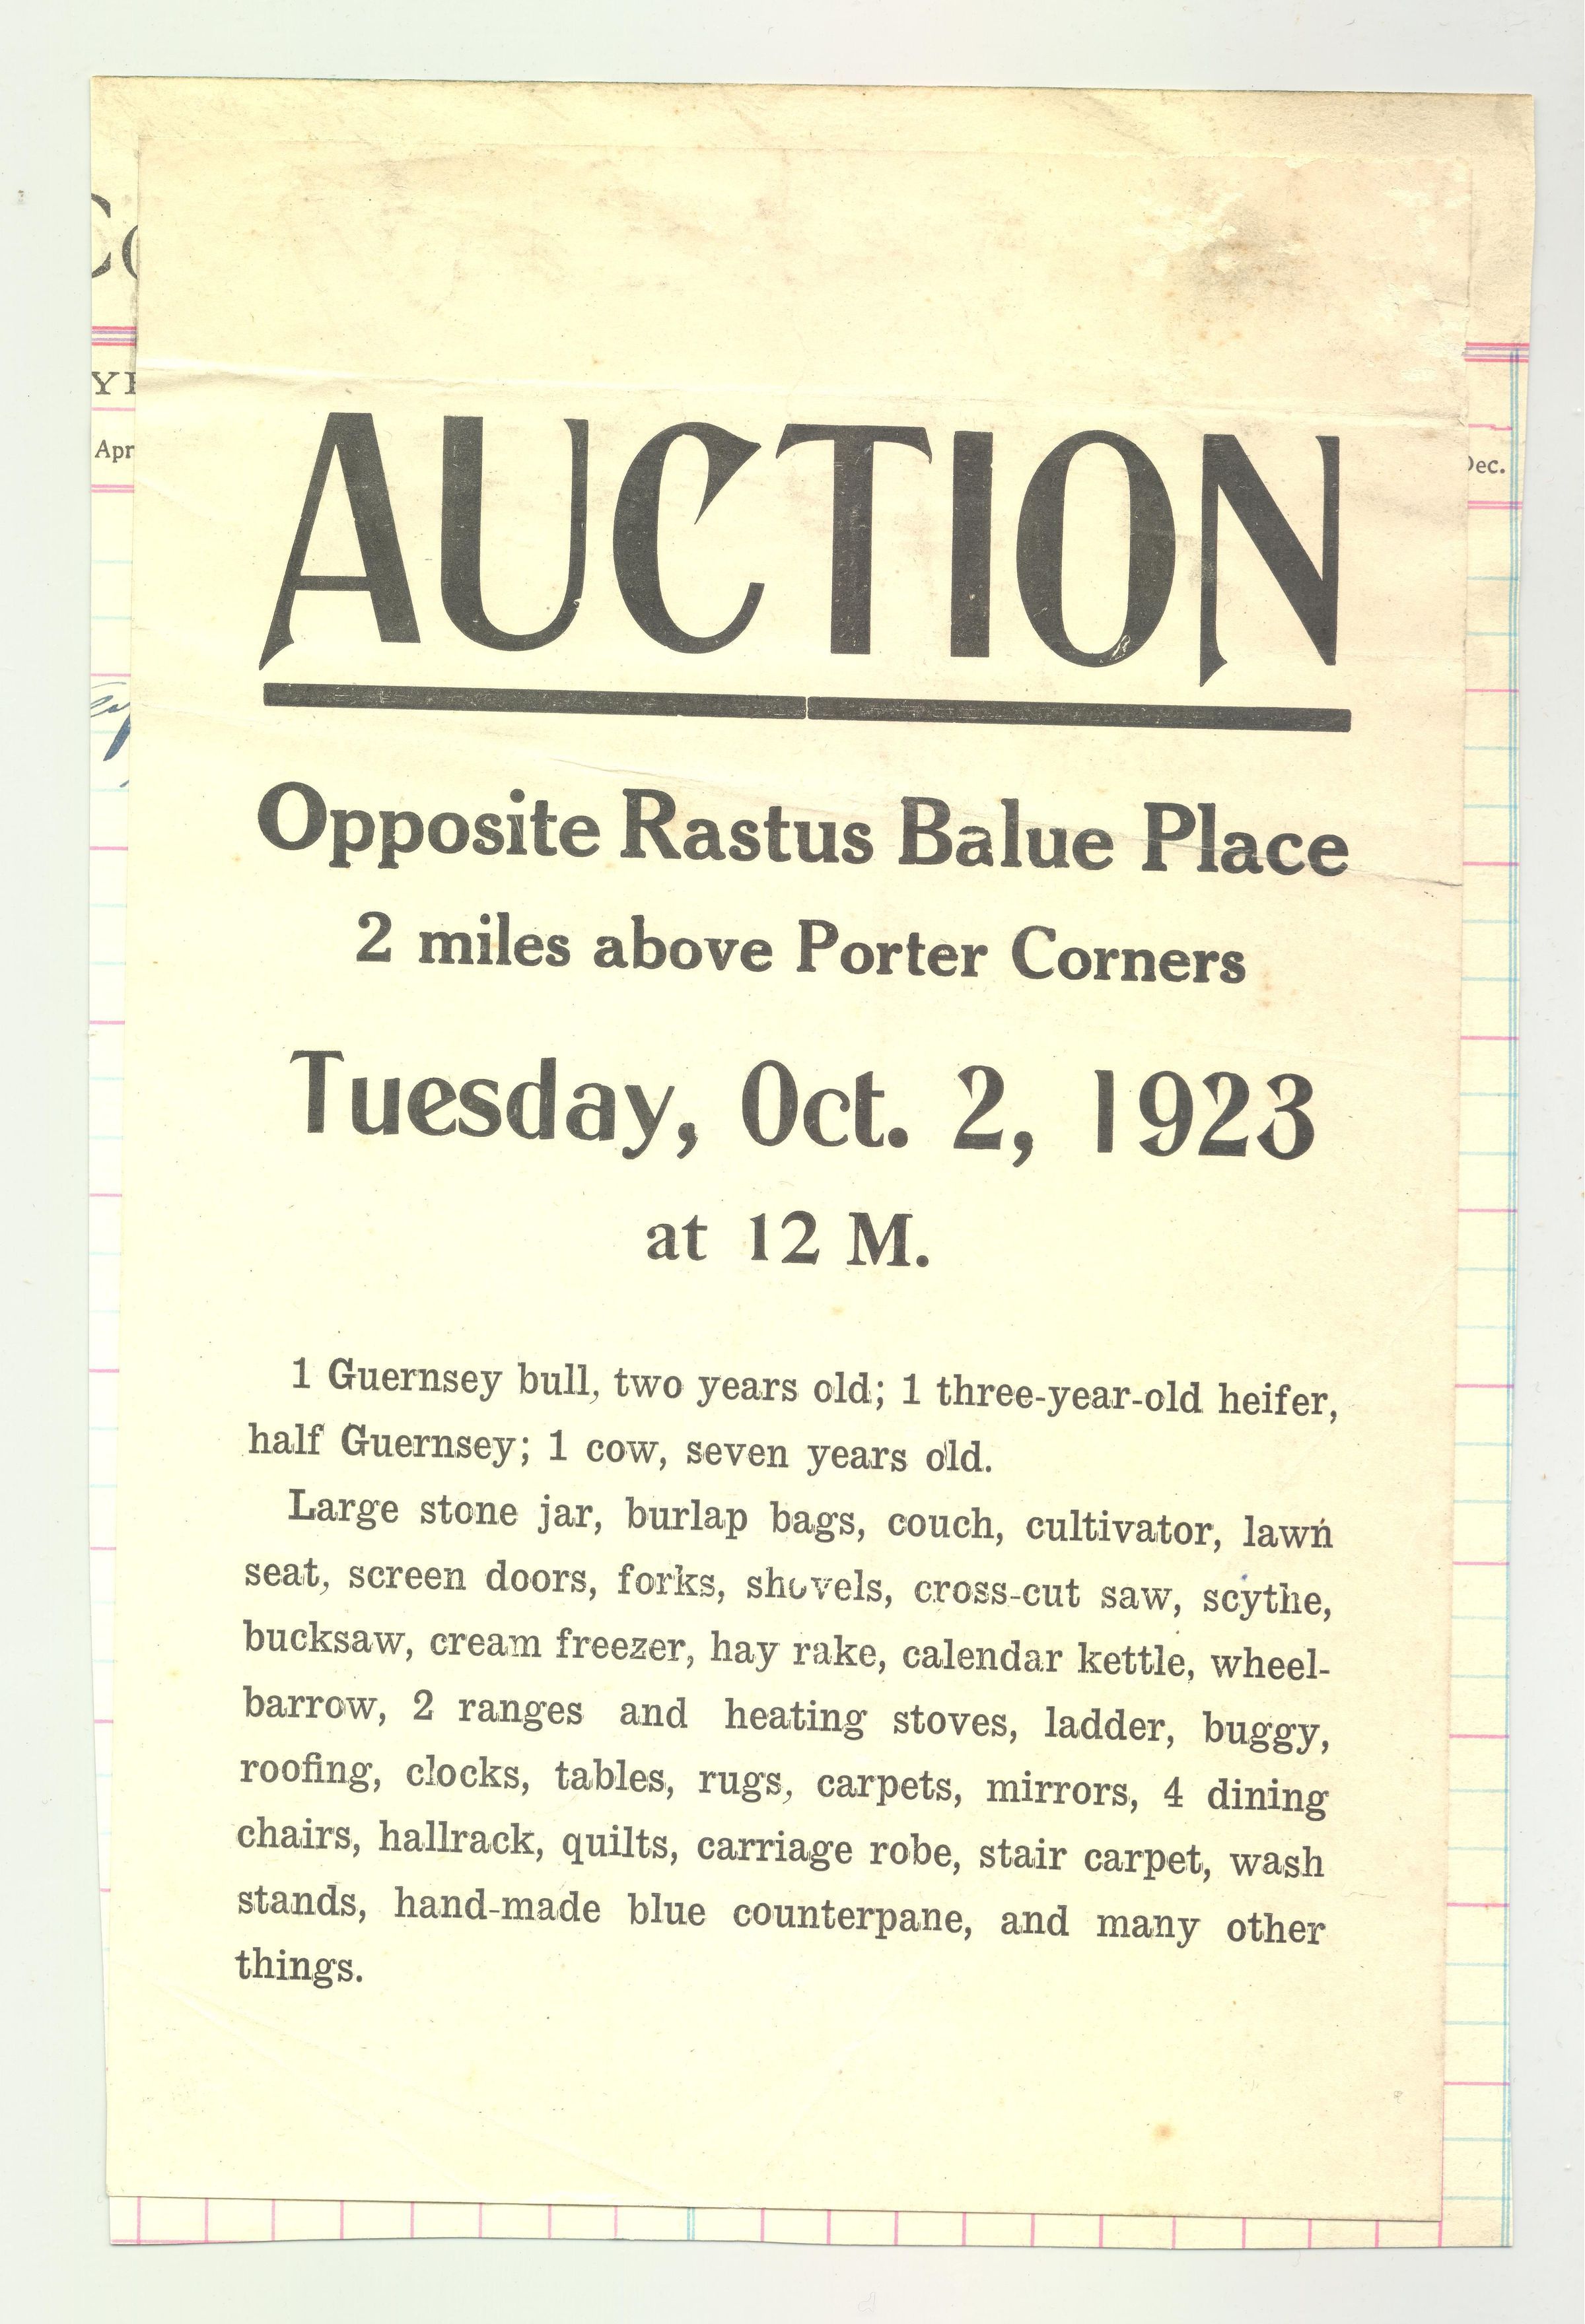 AUCTION
Opposite Rastus Balue Place
2 miles above Porter Corners
Tuesday, Oct. 2, 1923
at 12 M.
1 Guernsey bull, two years old; 1 three-year-old heifer,
half Guernsey; 1 cow, seven years old.
Large stone jar, burlap bags, couch, cultivator, lawn
seat, screen doors, forks, shovels, cross-cut saw, scythe,
bucksaw, cream freezer, hay rake, calendar kettle, wheel-
barrow, 2 ranges and heating stoves, ladder, buggy,
roofing, clocks, tables, rugs, carpets, mirrors, 4 dining
chairs, hallrack, quilts, carriage robe, stair carpet, wash
stands, hand-made blue counterpane, and many other
things.
Apr
Dec.